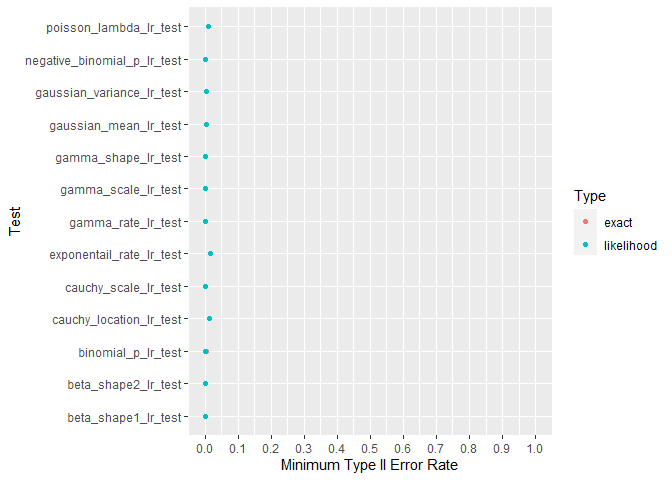 poisson_lambda_lr_test
negative_binomial_p_lr_test
gaussian_variance_lr_test
gaussian_mean_lr_test
gamma_shape_lr_test
gamma_scale_lr_test
gamma_rate_lr_test
exponentail_rate_lr_test
cauchy_scale_lr_test
cauchy_location_lr_test
binomial_p_lr_test
beta_shape2_lr_test
beta_shape1_lr_test
Test
0.0 0.1 0.2 0.3 0.4 0.5 0.6 0.7 0.8 0.9 1.0
Minimum Type II Error Rate
Type
exact
likelihood